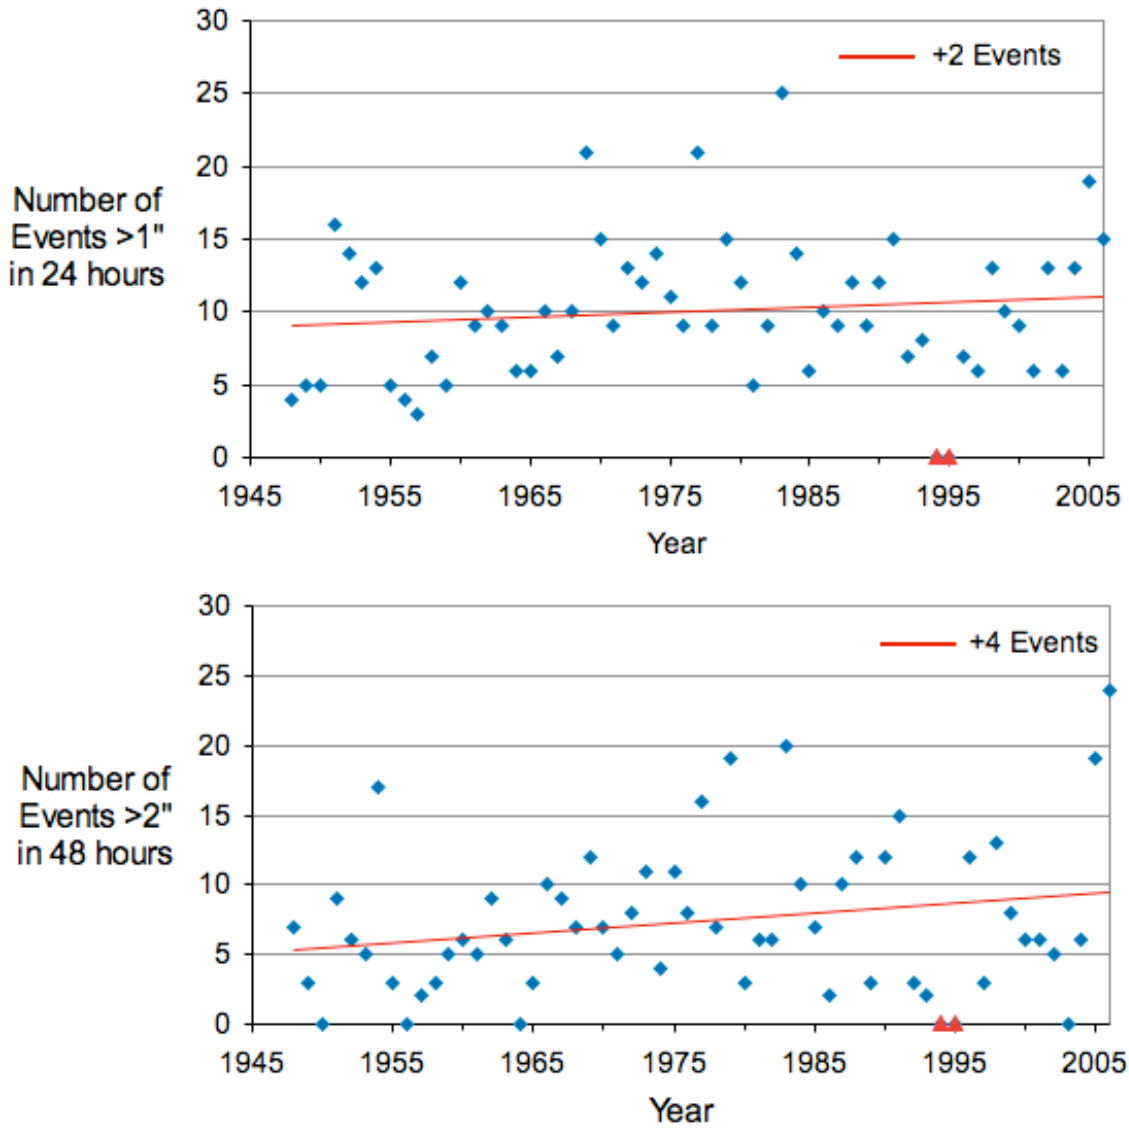 30
+2 Events
25
20
Number of
Events >1"
in 24 hours
15
10
5
0
1945 1955 1965 1975 1985 1995 2005
Year
30
+4 Events
25
20
Number of
Events >2"
in 48 hours
15
10
5
0
1945 1955 1965 1975 1985 1995 2005
Year